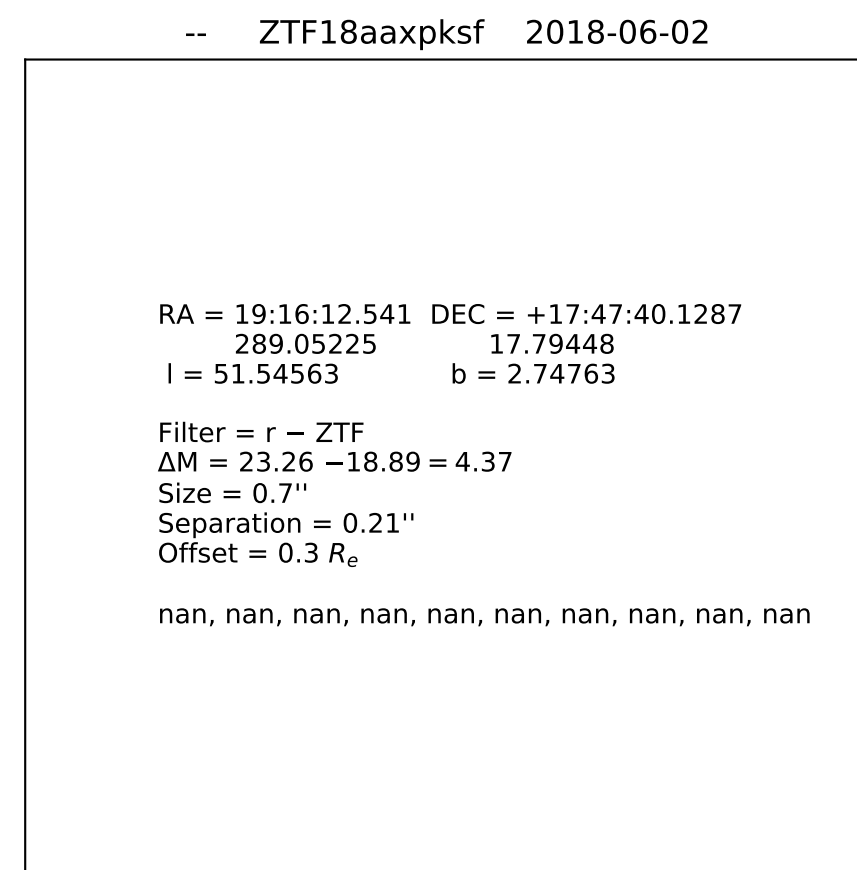 -- ZTF18aaxpksf 2018-06-02
RA = 19:16:12.541 DEC = +17:47:40.1287
289.05225 17.79448
l = 51.54563 b = 2.74763
Filter = r − ZTF
ΔM = 23.26 −18.89 = 4.37
Size = 0.7''
Separation = 0.21''
Offset = 0.3 Re
nan, nan, nan, nan, nan, nan, nan, nan, nan, nan